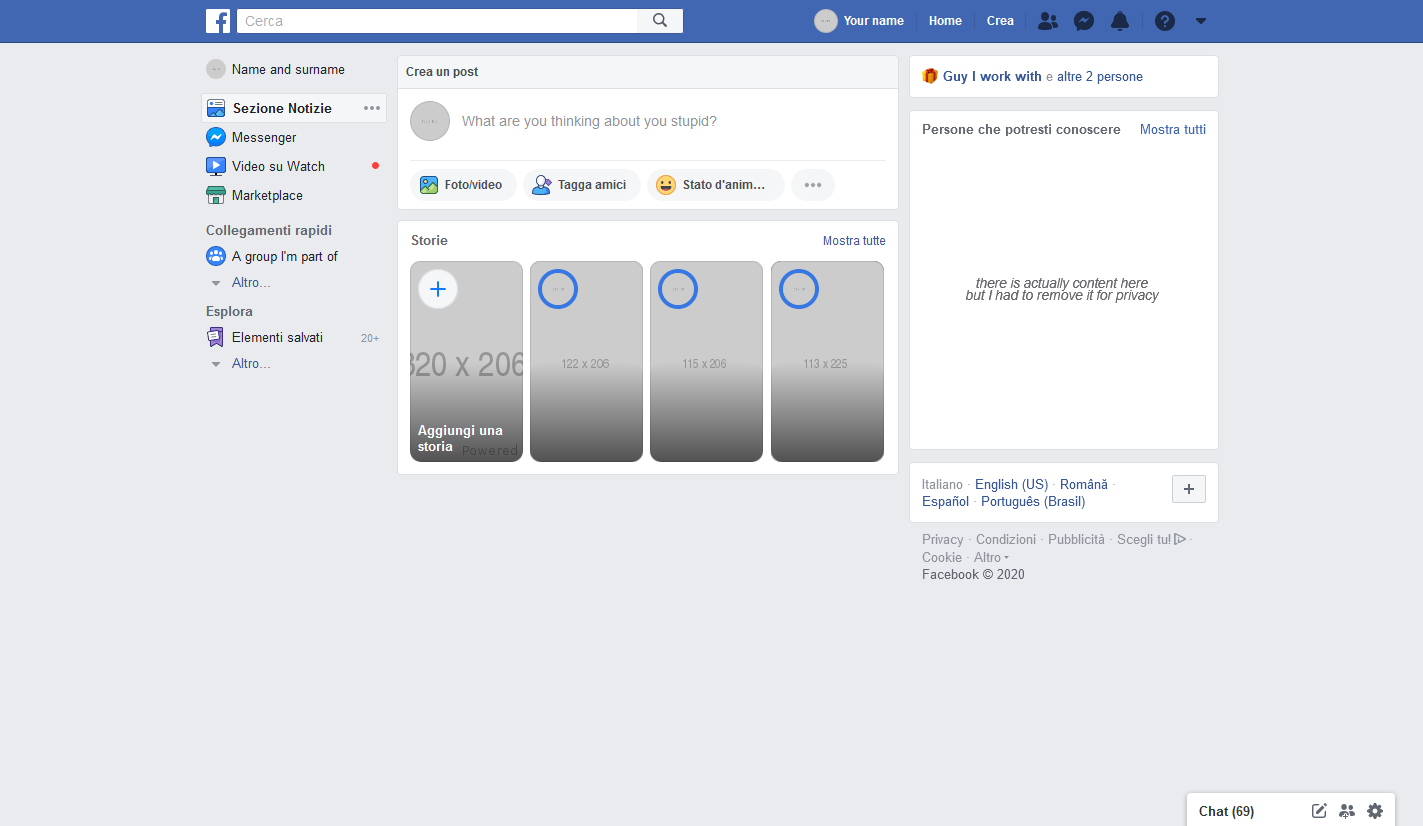 Cerca
Your name
Home
Crea
Name and surname
Sezione Notizie
Messenger
Video su Watch
Marketplace
Collegamenti rapidi
A group I'm part of
Altro...
Esplora
Elementi salvati 20+
Altro...
Crea un post
What are you thinking about you stupid?
Foto/video
Tagga amici
Stato d'anim...
Storie
Mostra tutte
320 x 206
Aggiungi una
storia
Powered
122 x 206
115 x 206
113 x 225
Guy I work with e altre 2 persone
Persone che potresti conoscere
Mostra tutti
there is actually content here
but I had to remove it for privacy
Italiano · English (US) · Română ·
Español · Português (Brasil)
Privacy · Condizioni · Pubblicità · Scegli tu! ·
Cookie · Altro
Facebook © 2020
Chat (69)